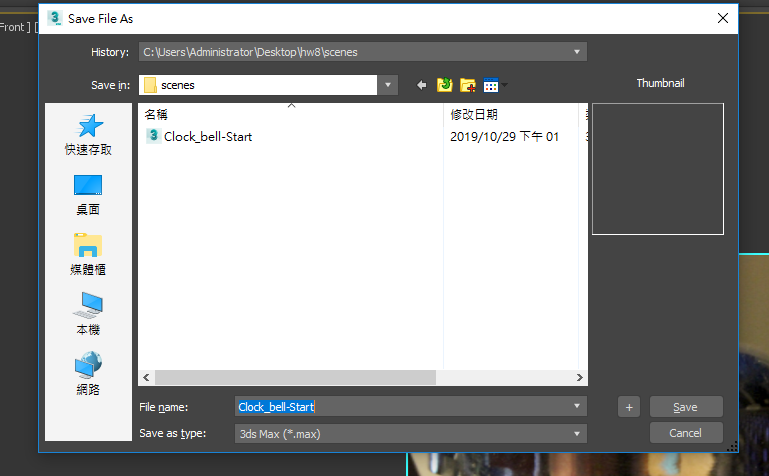 Front ] [
Save File As
History:
C:\Users\Administrator\Desktop\hw8\scenes
Save in:
scenes
Thumbnail
名稱
修改日期
Clock_bell-Start
2019/10/29 下午 01
快速存取
桌面
媒體櫃
本機
網路
File name:
Clock_bell-Start
+
Save
Save as type:
3ds Max (*.max)
Cancel